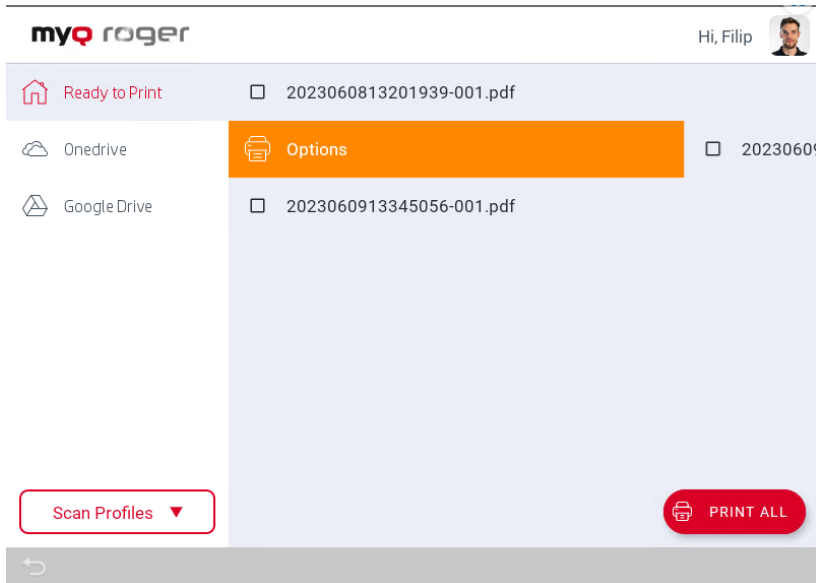 myQ roger
Hi, Filip
Ready to Print
2023060813201939-001.pdf
Onedrive
Options
2023060
Google Drive
2023060913345056-001.pdf
Scan Profiles
PRINT ALL